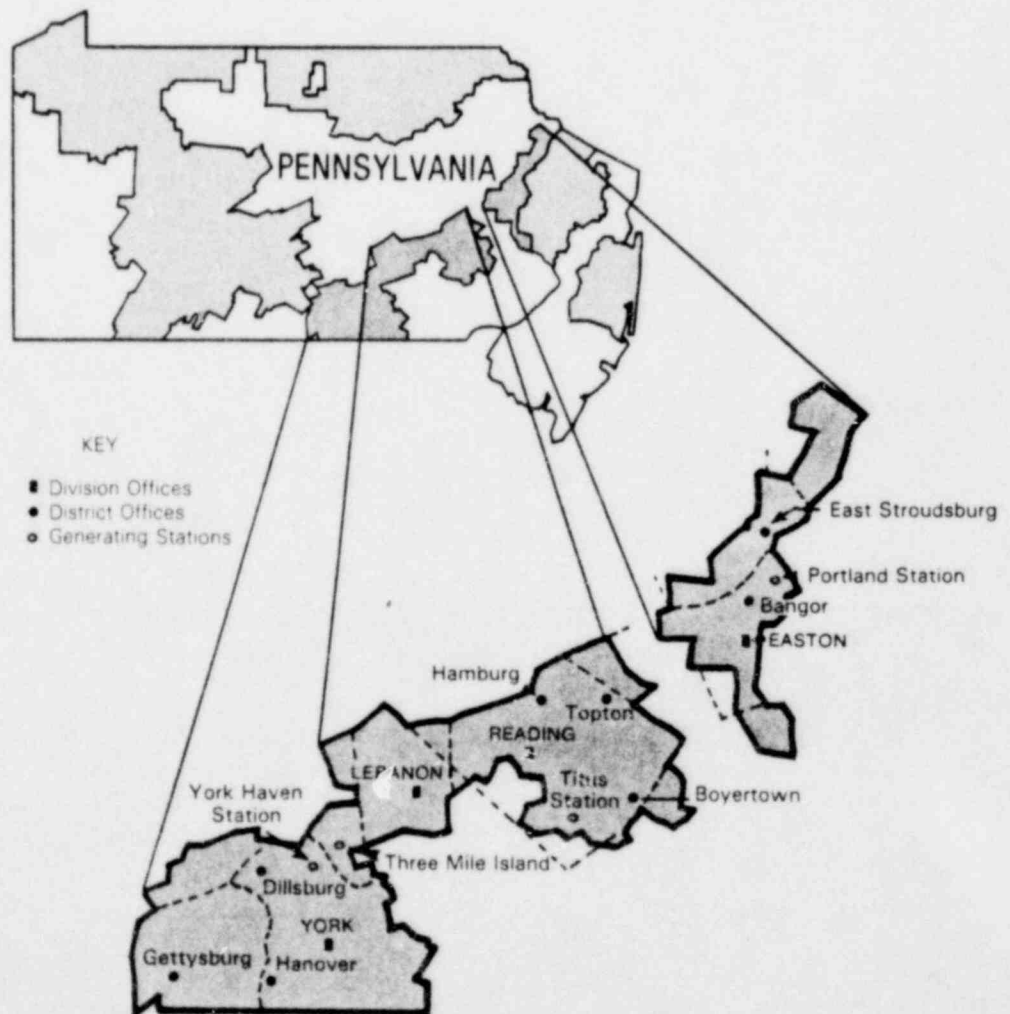 PENNSYLVANIA
KEY
Division Offices
District Offices
Generating Stations
East Stroudsburg
Portland Station
Bangor
EASTON
Hamburg
Topton
READING
LEBANON
Titus
Station
Boyertown
York Haven
Station
Three Mile Island
Dillsburg
YORK
Gettysburg
Hanover